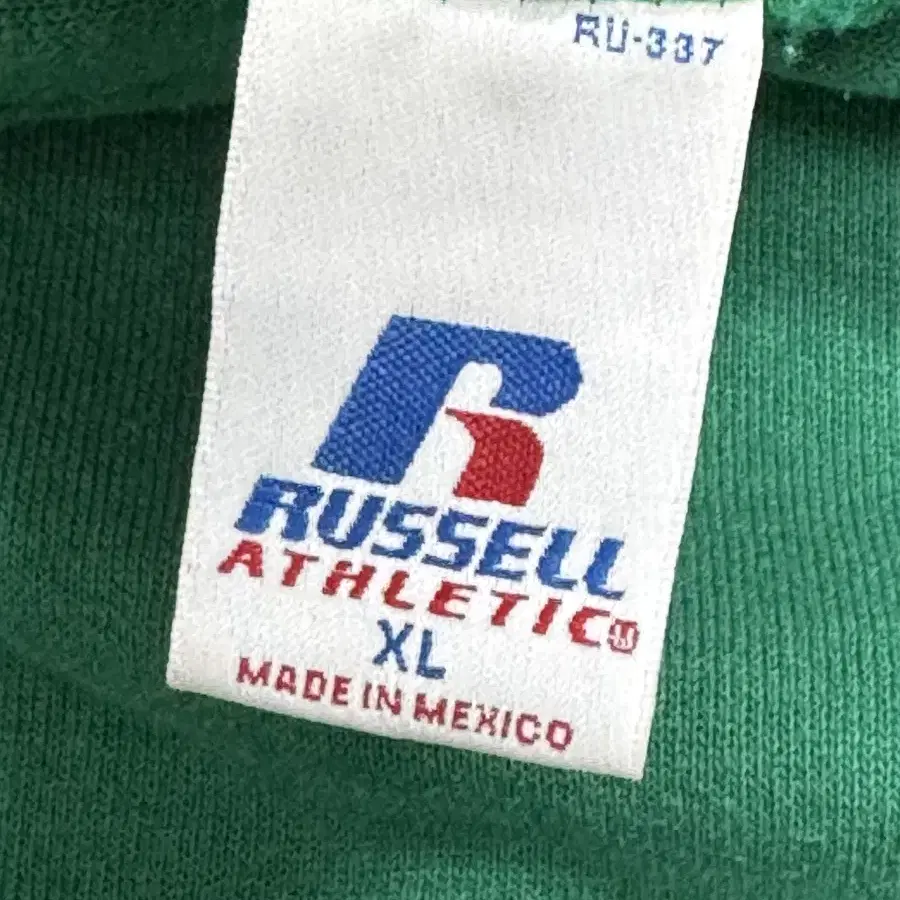 RU-337
RUSSELL
ATHLETIC®
XL
MADE IN MEXICO